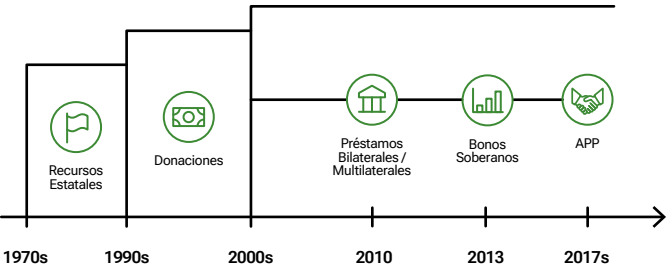 Recursos
Estatales
Donaciones
Préstamos
Bilaterales /
Multilaterales
Bonos
Soberanos
APP
1970s
1990s
2000s
2010
2013
2017s